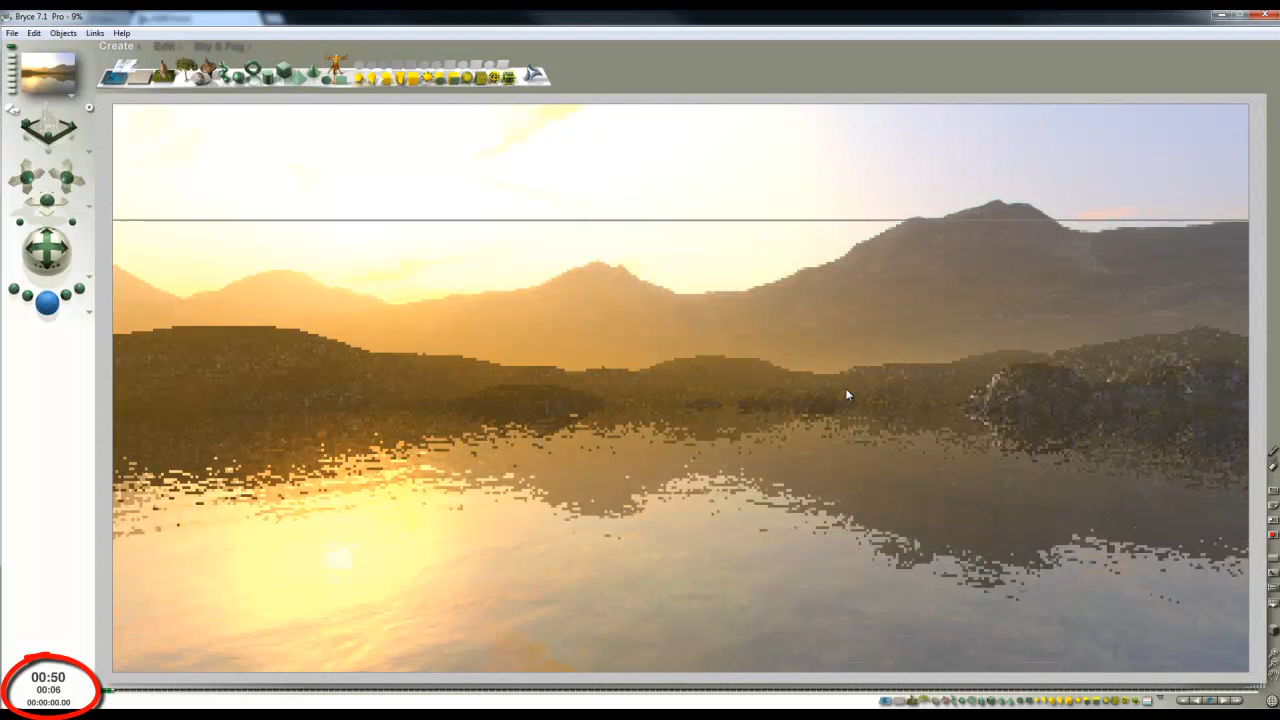 Bryce 7.1 Pro - 9%
File Edit Objects Links Help
Create Edit Sky & Fog
00:50
00:06
00:00:00.00